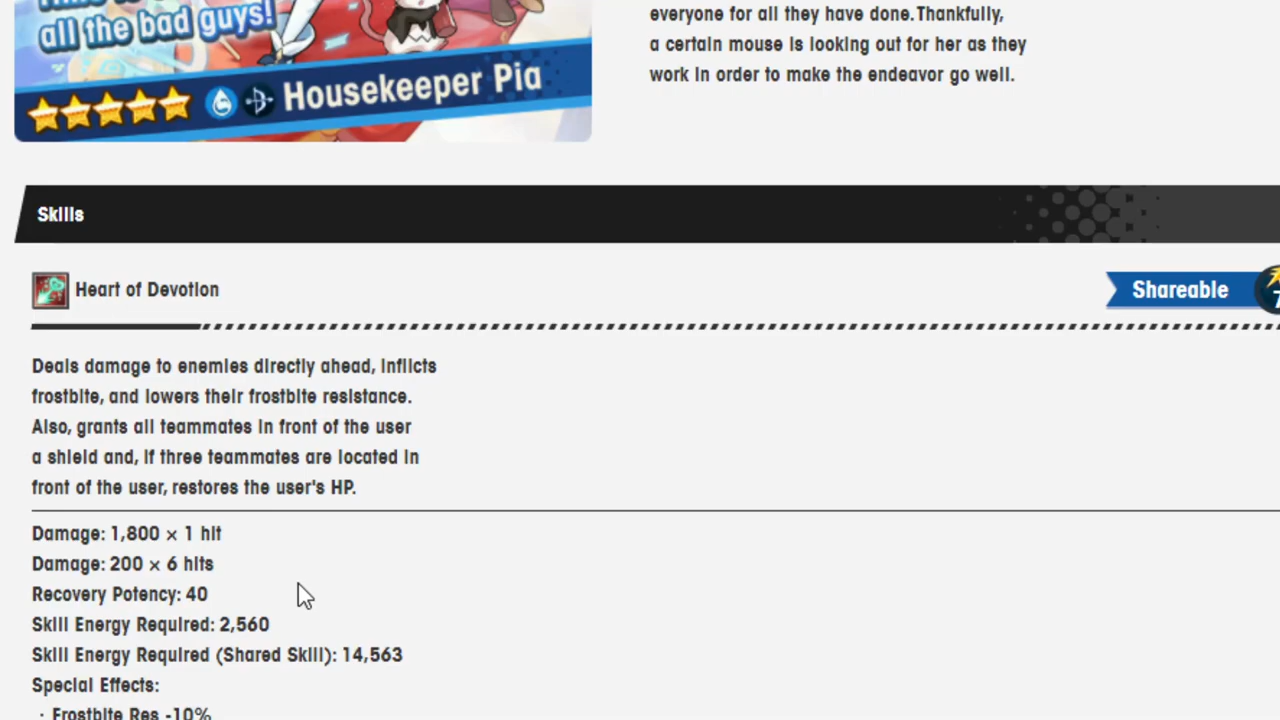 all the bad guys!
Housekeeper Pia
everyone for all they have done. Thankfully,
a certain mouse is looking out for her as they
work in order to make the endeavor go well.
Skills
Heart of Devotion
Shareable
Deals damage to enemies directly ahead, inflicts
frostbite, and lowers their frostbite resistance.
Also, grants all teammates in front of the user
a shield and, if three teammates are located in
front of the user, restores the user's HP.
Damage: 1,800 × 1 hit
Damage: 200 × 6 hits
Recovery Potency: 40
Skill Energy Required: 2,560
Skill Energy Required (Shared Skill): 14,563
Special Effects:
· Frostbite Res -10%